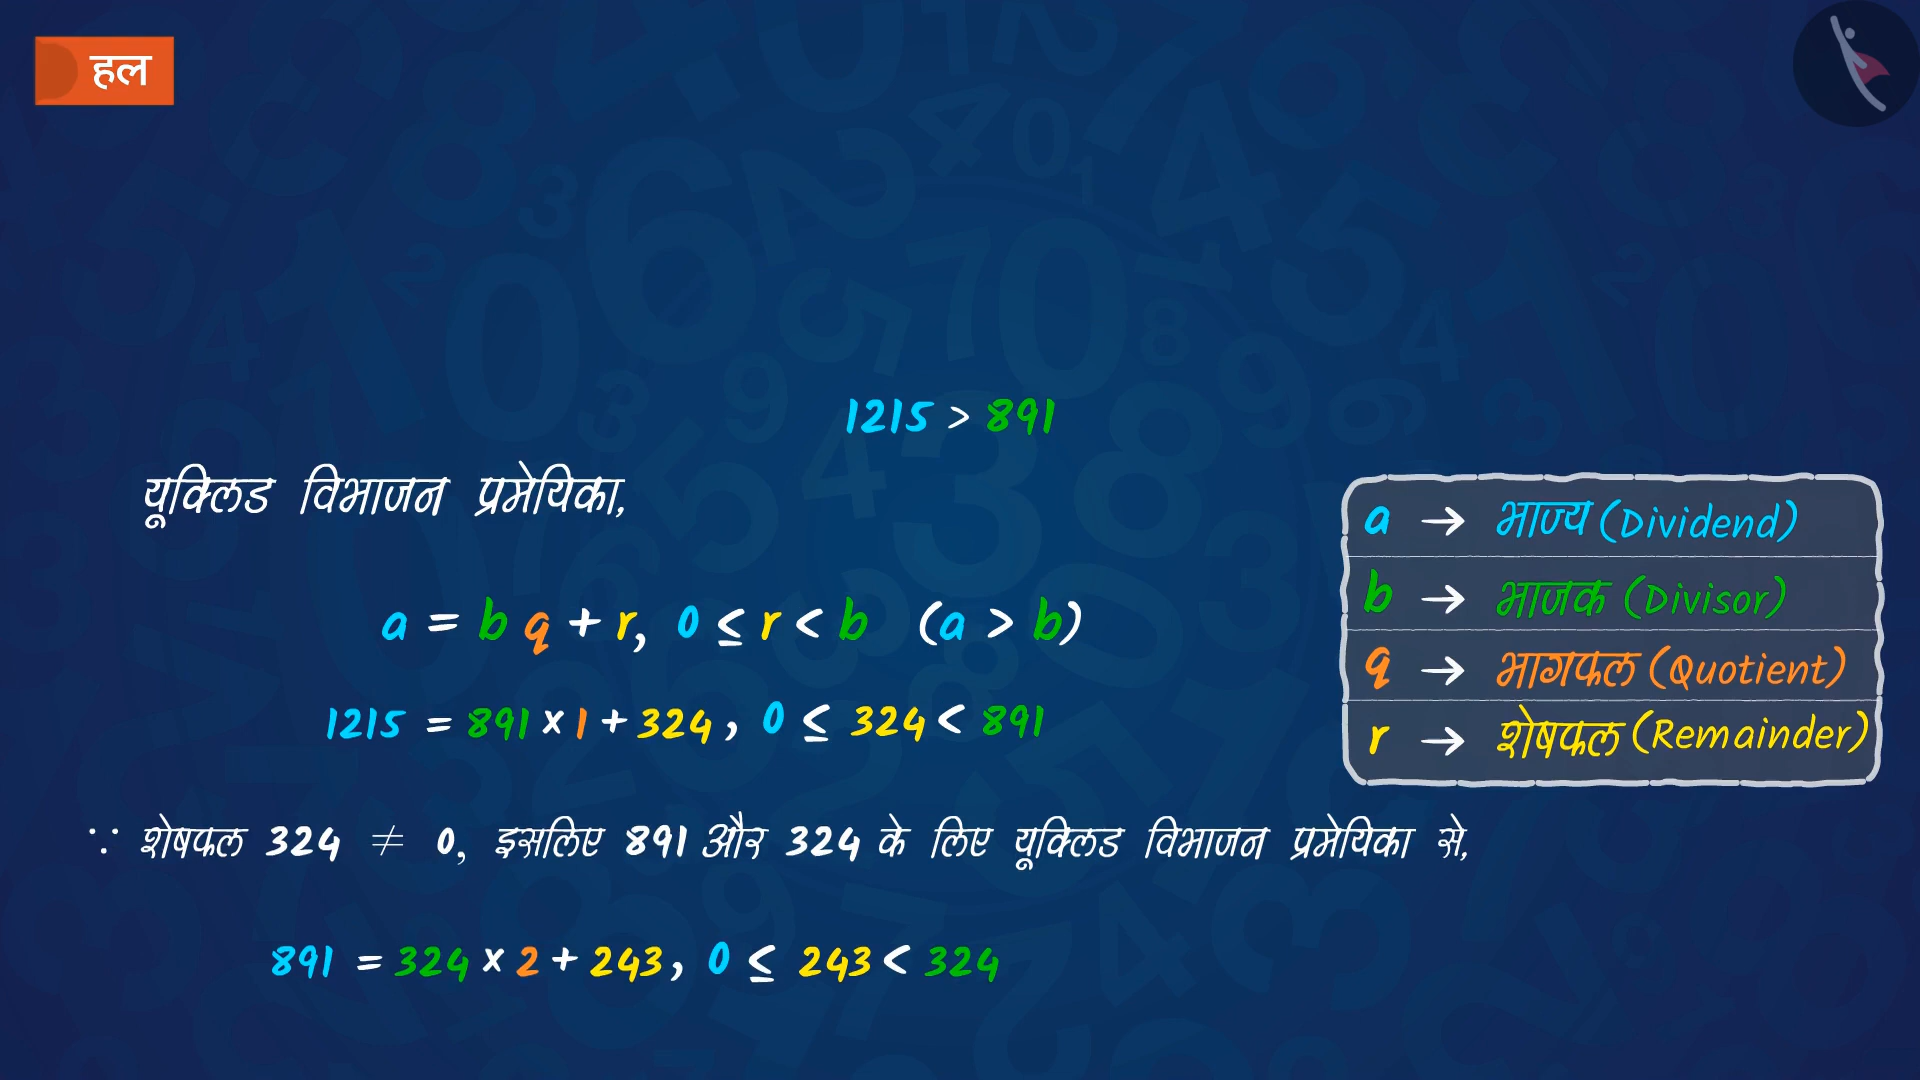 हल
1215 > 891
यूक्लिड विभाजन प्रमेयिका,
a = b q + r, 0 ≤ r < b (a > b)
1215 = 891 × 1 + 324 , 0 ≤ 324 < 891
a → भाज्य (Dividend)
b → भाजक (Divisor)
q → भागफल (Quotient)
r → शेषफल (Remainder)
∵ शेषफल 324 ≠ 0, इसलिए 891 और 324 के लिए यूक्लिड विभाजन प्रमेयिका से,
891 = 324 × 2 + 243 , 0 ≤ 243 < 324